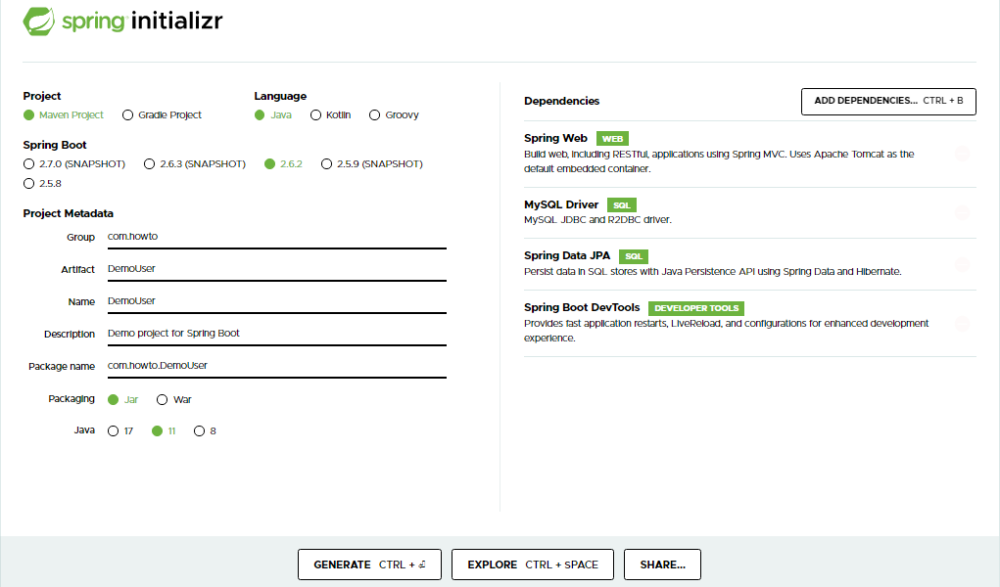 spring initializr
Project
Maven Project Gradle Project
Language
Java Kotlin Groovy
Spring Boot
2.7.0 (SNAPSHOT) 2.6.3 (SNAPSHOT) 2.6.2 2.5.9 (SNAPSHOT)
2.5.8
Project Metadata
Group com.howto
Artifact DemoUser
Name DemoUser
Description Demo project for Spring Boot
Package name com.howto.DemoUser
Packaging Jar War
Java 17 11 8
Dependencies
ADD DEPENDENCIES... CTRL + B
Spring Web WEB
Build web, including RESTful, applications using Spring MVC. Uses Apache Tomcat as the
default embedded container.
MySQL Driver SQL
MySQL JDBC and R2DBC driver.
Spring Data JPA SQL
Persist data in SQL stores with Java Persistence API using Spring Data and Hibernate.
Spring Boot DevTools DEVELOPER TOOLS
Provides fast application restarts, LiveReload, and configurations for enhanced development
experience.
GENERATE CTRL + ⏎
EXPLORE CTRL + SPACE
SHARE...